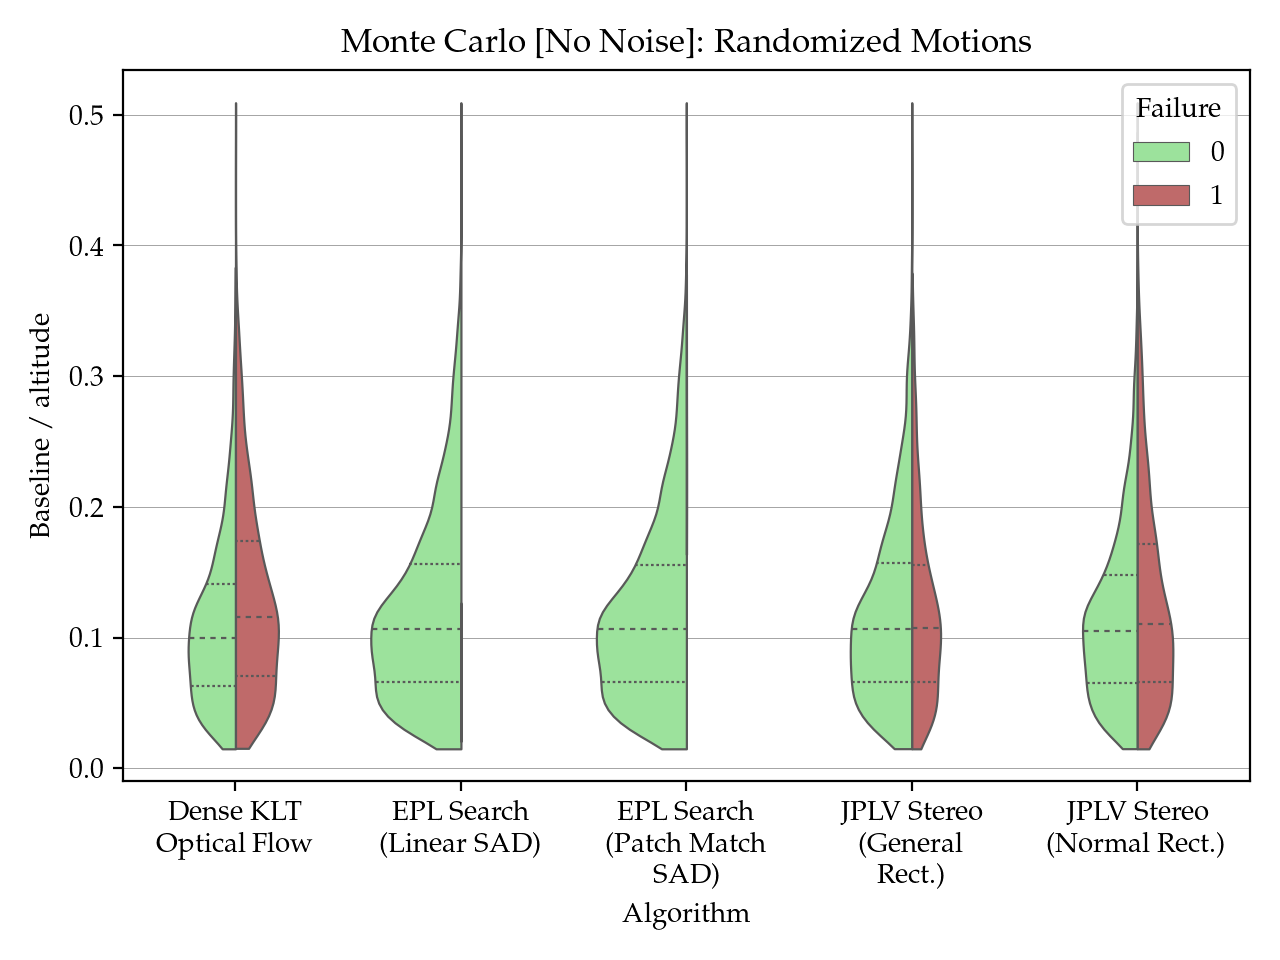 Monte Carlo [No Noise]: Randomized Motions
Failure
0
1
0.5
0.4
0.3
0.2
0.1
0.0
Baseline / altitude
Dense KLT
Optical Flow
EPL Search
(Linear SAD)
EPL Search
(Patch Match
SAD)
JPLV Stereo
(General
Rect.)
JPLV Stereo
(Normal Rect.)
Algorithm